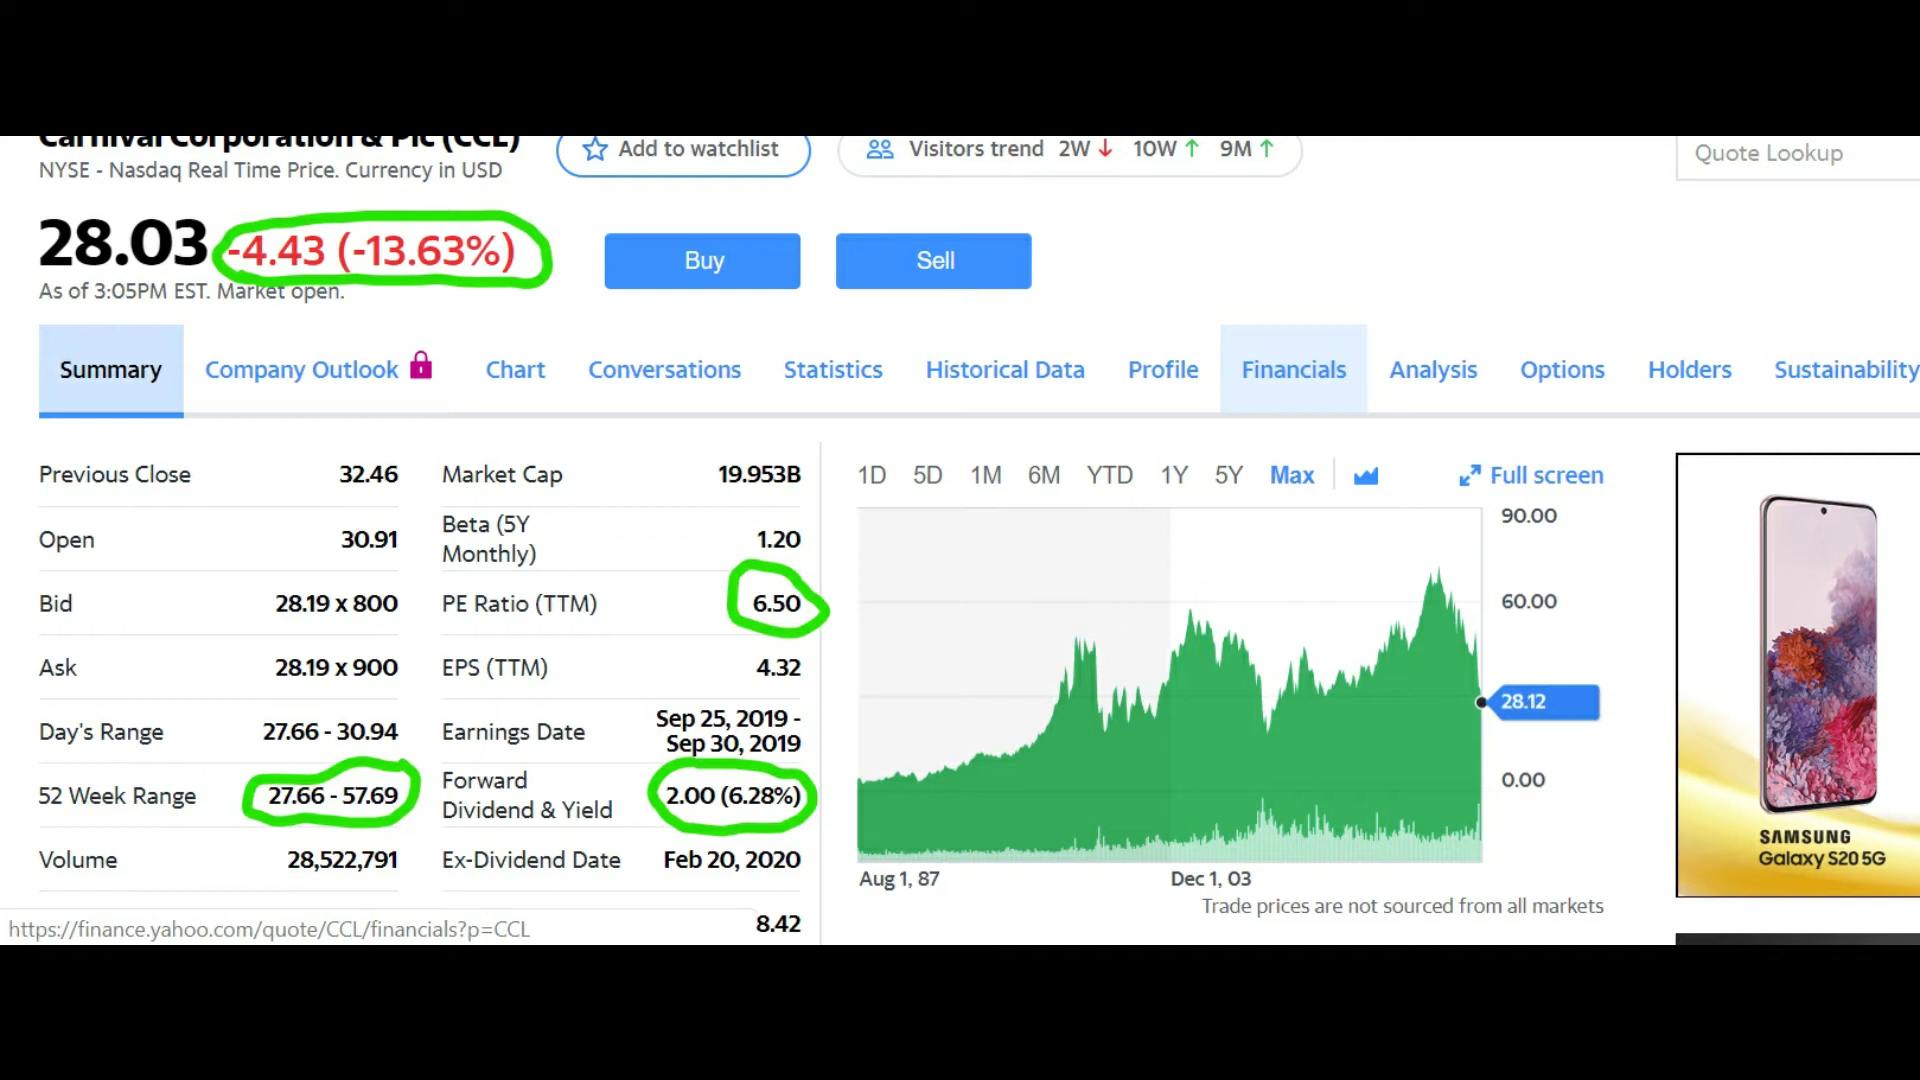 Carnival Corporation & Plc (CCL)
NYSE - Nasdaq Real Time Price. Currency in USD
Add to watchlist
Visitors trend 2W ↓ 10W ↑ 9M ↑
Quote Lookup
28.03 -4.43 (-13.63%)
As of 3:05PM EST. Market open.
Buy
Sell
Summary
Company Outlook
Chart
Conversations
Statistics
Historical Data
Profile
Financials
Analysis
Options
Holders
Sustainability
Previous Close 32.46
Open 30.91
Bid 28.19 x 800
Ask 28.19 x 900
Day's Range 27.66 - 30.94
52 Week Range 27.66 - 57.69
Volume 28,522,791
Market Cap 19.953B
Beta (5Y
Monthly) 1.20
PE Ratio (TTM) 6.50
EPS (TTM) 4.32
Earnings Date Sep 25, 2019 -
Sep 30, 2019
Forward
Dividend & Yield 2.00 (6.28%)
Ex-Dividend Date Feb 20, 2020
8.42
1D 5D 1M 6M YTD 1Y 5Y Max
Full screen
90.00
60.00
28.12
0.00
Aug 1, 87
Dec 1, 03
Trade prices are not sourced from all markets
SAMSUNG
Galaxy S20 5G
https://finance.yahoo.com/quote/CCL/financials?p=CCL